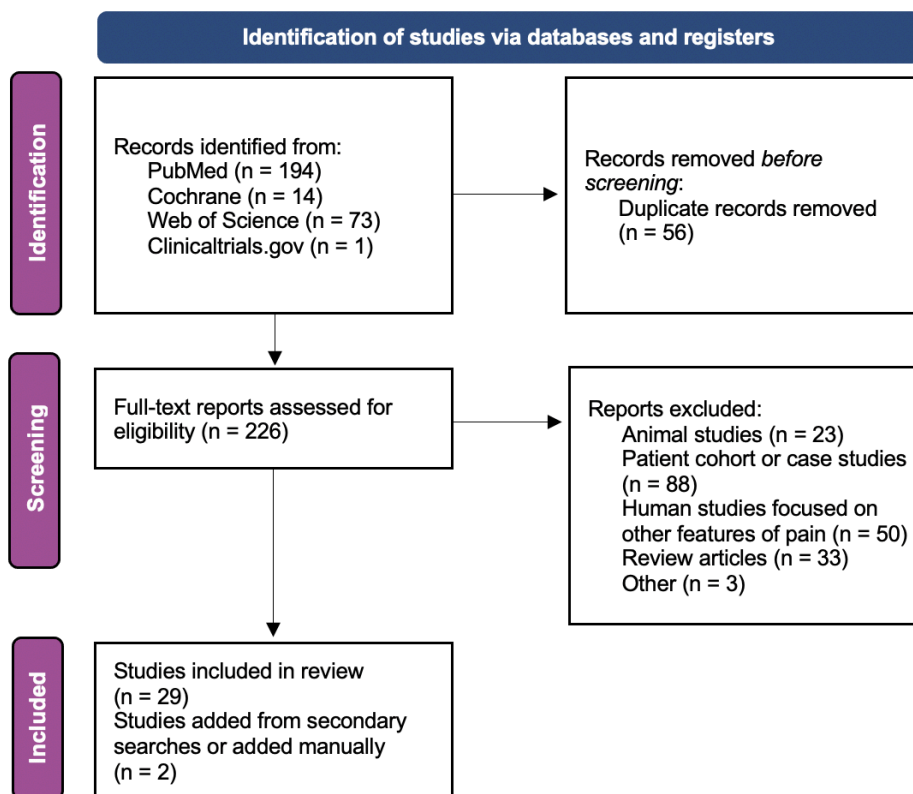 Identification of studies via databases and registers
Identification
Records identified from:
PubMed (n = 194)
Cochrane (n = 14)
Web of Science (n = 73)
Clinicaltrials.gov (n = 1)
Records removed before
screening:
Duplicate records removed
(n = 56)
Screening
Full-text reports assessed for
eligibility (n = 226)
Reports excluded:
Animal studies (n = 23)
Patient cohort or case studies
(n = 88)
Human studies focused on
other features of pain (n = 50)
Review articles (n = 33)
Other (n = 3)
Included
Studies included in review
(n = 29)
Studies added from secondary
searches or added manually
(n = 2)